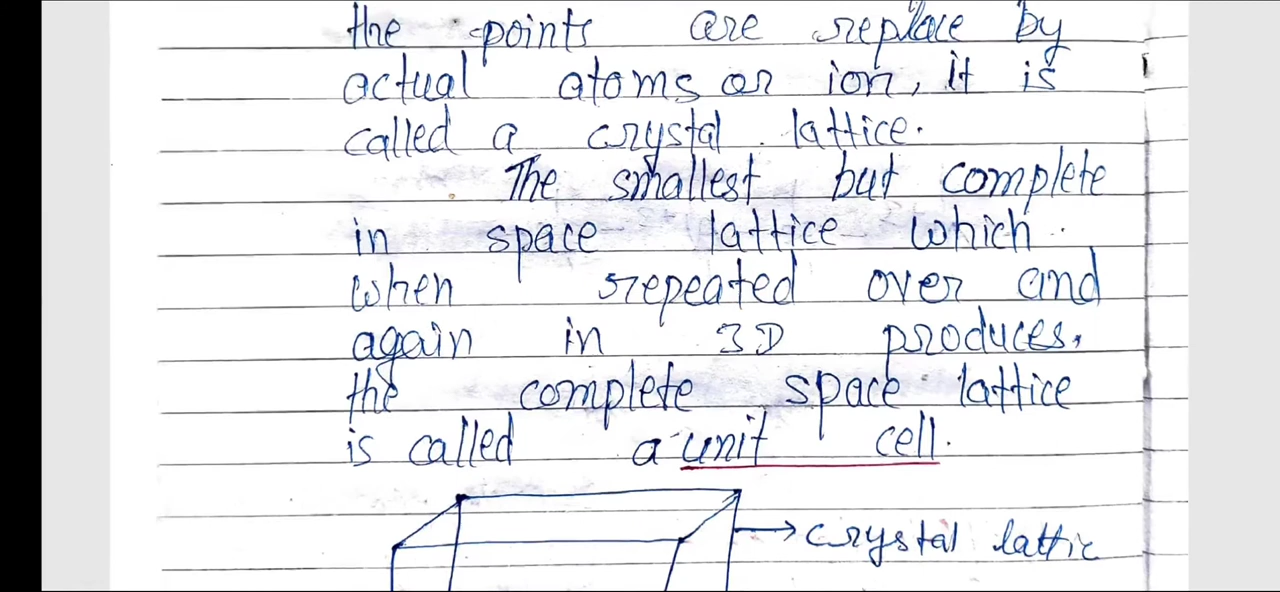 the points are replace by
actual atoms or ion, it is
called a crystal lattice.
The smallest but complete
in space lattice which
when repeated over and
again in 3D produces.
the complete space lattice
is called a unit cell.
crystal lattic